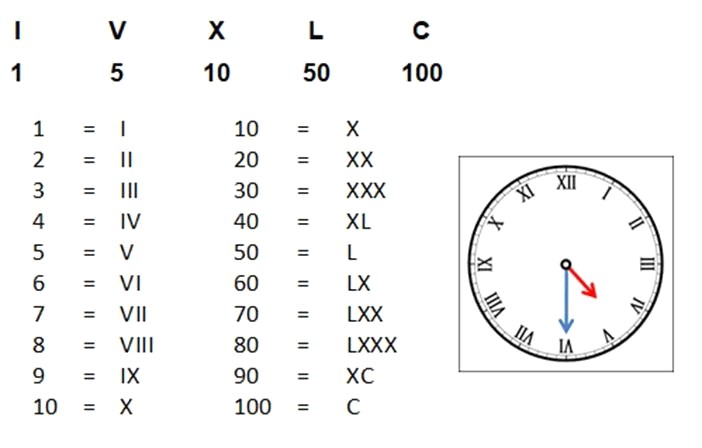 I V X L C
1 5 10 50 100
1 = I 10 = X
2 = II 20 = XX
3 = III 30 = XXX
4 = IV 40 = XL
5 = V 50 = L
6 = VI 60 = LX
7 = VII 70 = LXX
8 = VIII 80 = LXXX
9 = IX 90 = XC
10 = X 100 = C
XII
I
II
III
IV
V
VI
VII
VIII
IX
X
XI